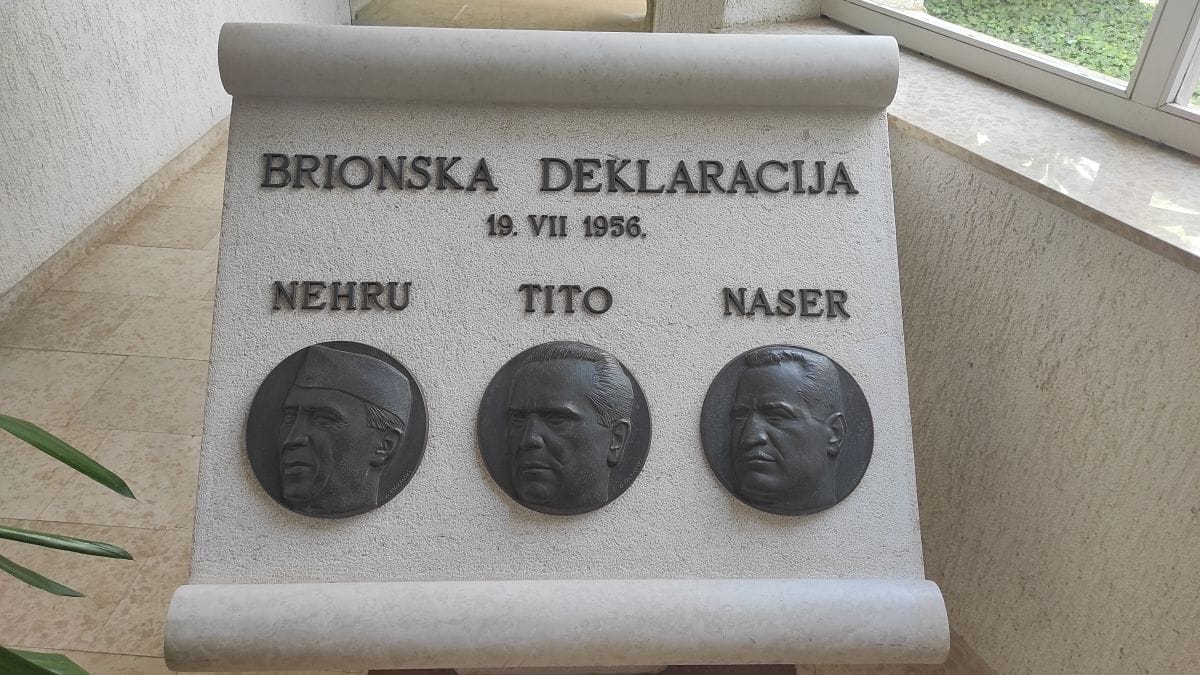 BRIONSKA DEKLARACIJA
19. VII 1956.
NEHRU TITO NASER